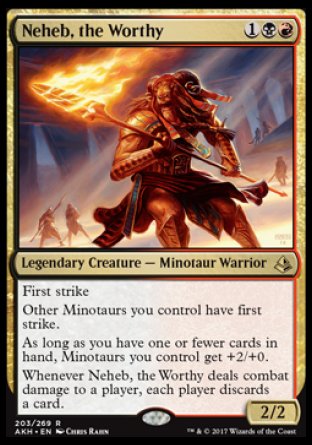 Neheb, the Worthy 1
Legendary Creature — Minotaur Warrior
First strike
Other Minotaurs you control have first
strike.
As long as you have one or fewer cards in
hand, Minotaurs you control get +2/+0.
Whenever Neheb, the Worthy deals combat
damage to a player, each player discards
a card.
2/2
203/269 R
AKH • EN Chris Rahn
™ & © 2017 Wizards of the Coast